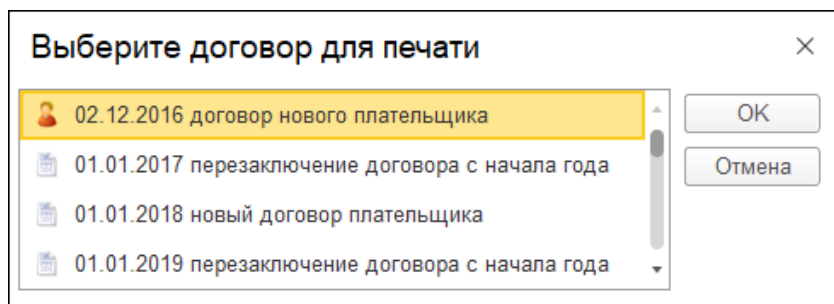 Выберите договор для печати
02.12.2016 договор нового плательщика
01.01.2017 перезаключение договора с начала года
01.01.2018 новый договор плательщика
01.01.2019 перезаключение договора с начала года
OK
Отмена